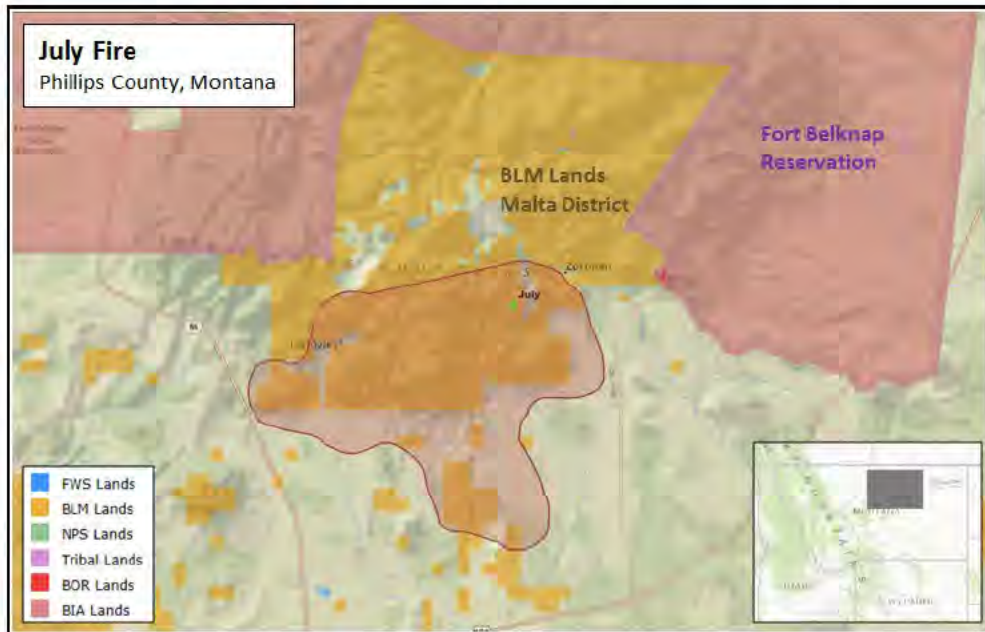 July Fire
Phillips County, Montana
Fort Belknap
Reservation
BLM Lands
Malta District
July
FWS Lands
BLM Lands
NPS Lands
Tribal Lands
BOR Lands
BIA Lands